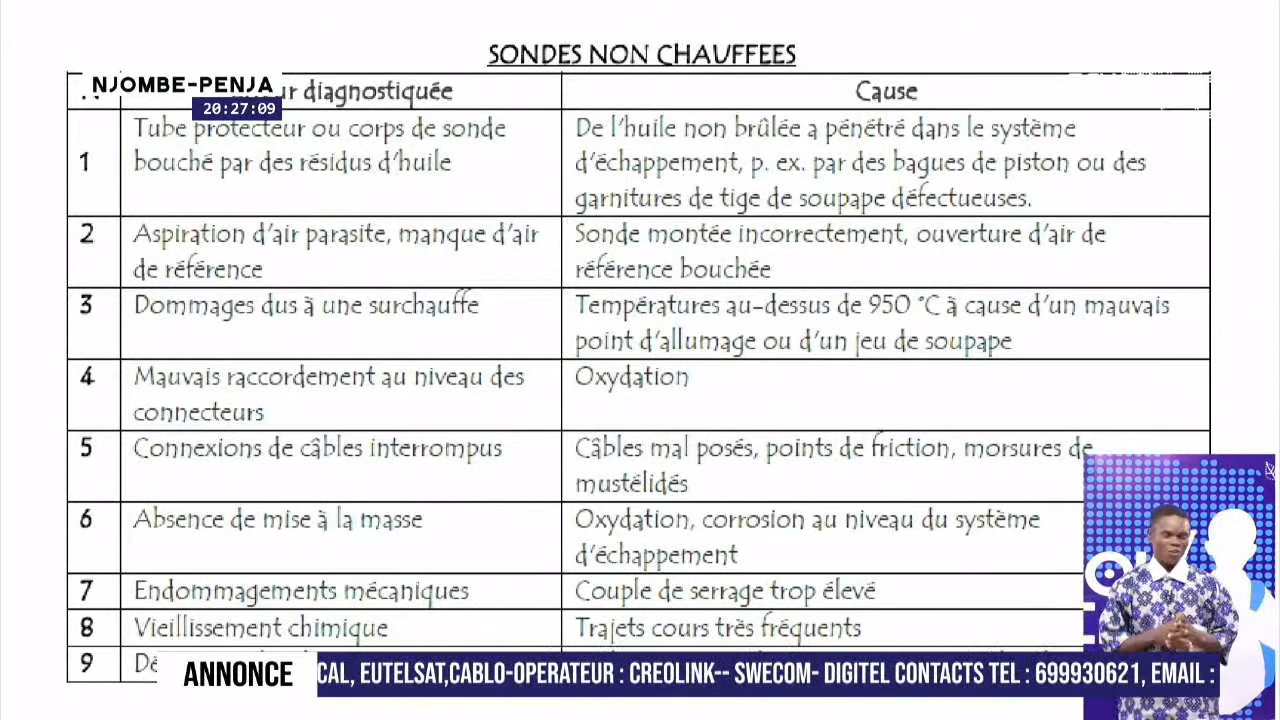 SONDES NON CHAUFFEES
NJOMBE-PENJA
20:27:09
diagnostiquée
Cause
1
Tube protecteur ou corps de sonde
bouché par des résidus d'huile
De l'huile non brûlée a pénétré dans le système
d'échappement, p. ex. par des bagues de piston ou des
garnitures de tige de soupape défectueuses.
2
Aspiration d'air parasite, manque d'air
de référence
Sonde montée incorrectement, ouverture d'air de
référence bouchée
3
Dommages dus à une surchauffe
Températures au-dessus de 950 °C à cause d'un mauvais
point d'allumage ou d'un jeu de soupape
4
Mauvais raccordement au niveau des
connecteurs
Oxydation
5
Connexions de câbles interrompus
Câbles mal posés, points de friction, morsures de
mustélidés
6
Absence de mise à la masse
Oxydation, corrosion au niveau du système
d'échappement
7
Endommagements mécaniques
Couple de serrage trop élevé
8
Vieillissement chimique
Trajets cours très fréquents
9
ANNONCE
CAL, EUTELSAT,CABLO-OPERATEUR : CREOLINK-- SWECOM- DIGITEL CONTACTS TEL : 699930621, EMAIL :